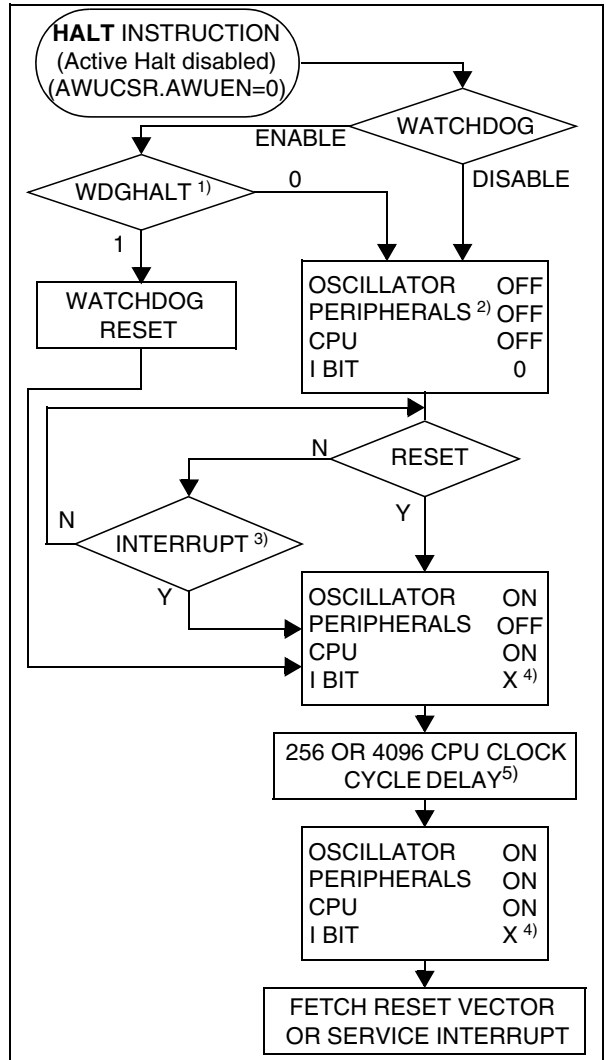 HALT INSTRUCTION
(Active Halt disabled)
(AWUCSR.AWUEN=0)
WATCHDOG
ENABLE
DISABLE
WDGHALT 1)
0
1
WATCHDOG
RESET
OSCILLATOR OFF
PERIPHERALS 2) OFF
CPU OFF
I BIT 0
RESET
N
Y
INTERRUPT 3)
N
Y
OSCILLATOR ON
PERIPHERALS OFF
CPU ON
I BIT X 4)
256 OR 4096 CPU CLOCK
CYCLE DELAY5)
OSCILLATOR ON
PERIPHERALS ON
CPU ON
I BIT X 4)
FETCH RESET VECTOR
OR SERVICE INTERRUPT